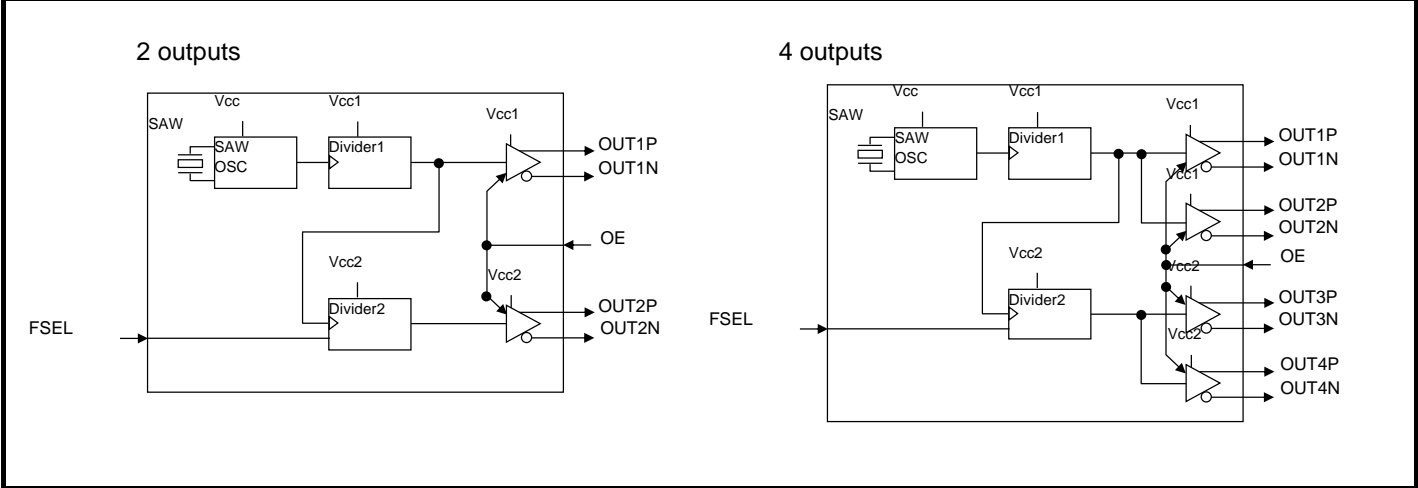 2 outputs
Vcc
Vcc1
Vcc1
SAW
SAW
OSC
Divider1
OUT1P
OUT1N
OE
Vcc2
Vcc2
Divider2
OUT2P
OUT2N
FSEL
4 outputs
Vcc
Vcc1
Vcc1
SAW
SAW
OSC
Divider1
OUT1P
OUT1N
Vcc1
OUT2P
OUT2N
OE
Vcc2
Vcc2
Divider2
OUT3P
OUT3N
FSEL
Vcc2
OUT4P
OUT4N